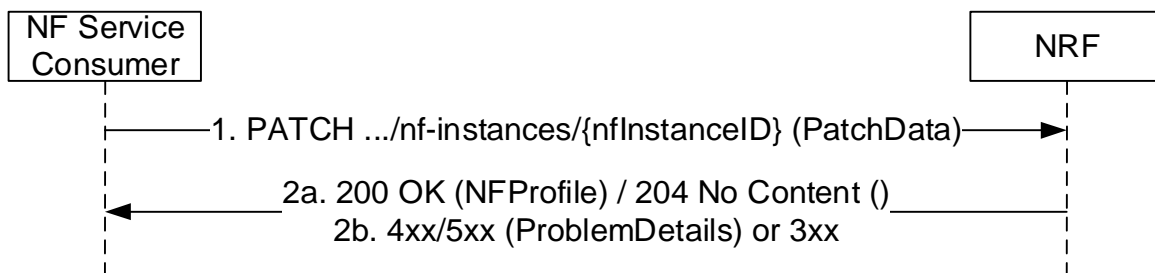 NF Service
Consumer
NRF
1. PATCH .../nf-instances/{nfInstanceID} (PatchData)
2a. 200 OK (NFProfile) / 204 No Content ()
2b. 4xx/5xx (ProblemDetails) or 3xx